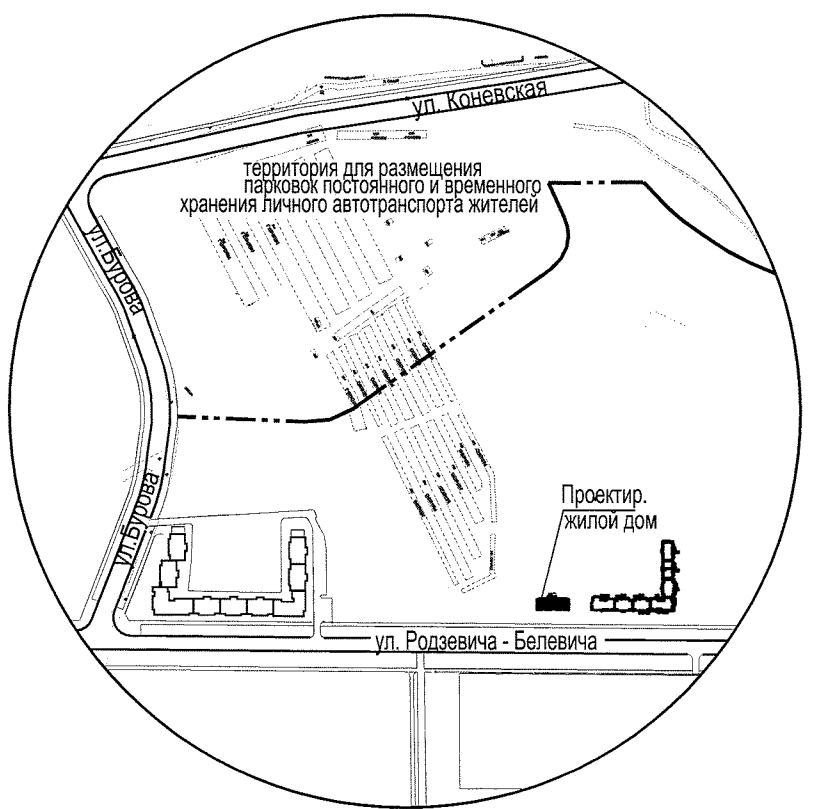 ул. Коневская
территория для размещения
парковок постоянного и временного
хранения личного автотранспорта жителей
ул.Бурова
ул.Бурова
Проектир.
жилой дом
ул. Родзевича - Белевича